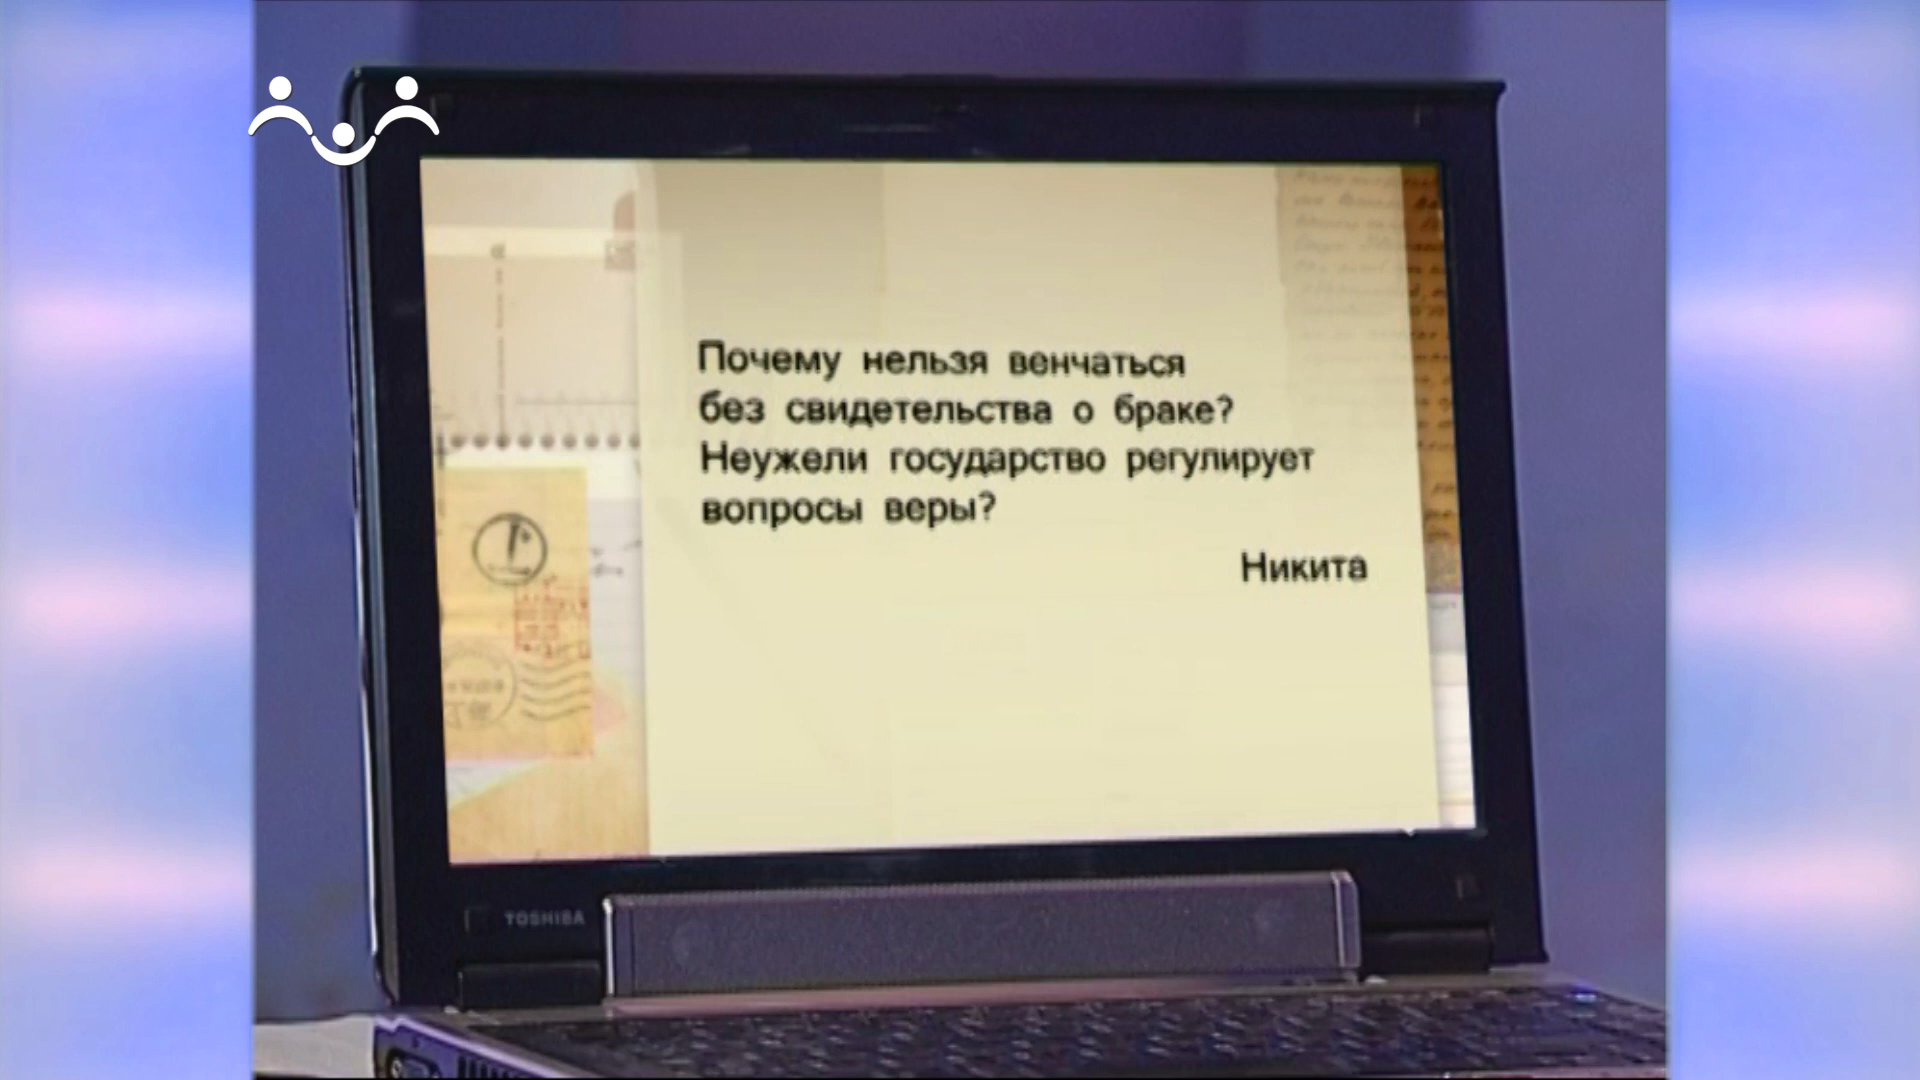 Почему нельзя венчаться
без свидетельства о браке?
Неужели государство регулирует
вопросы веры?
Никита
TOSHIBA